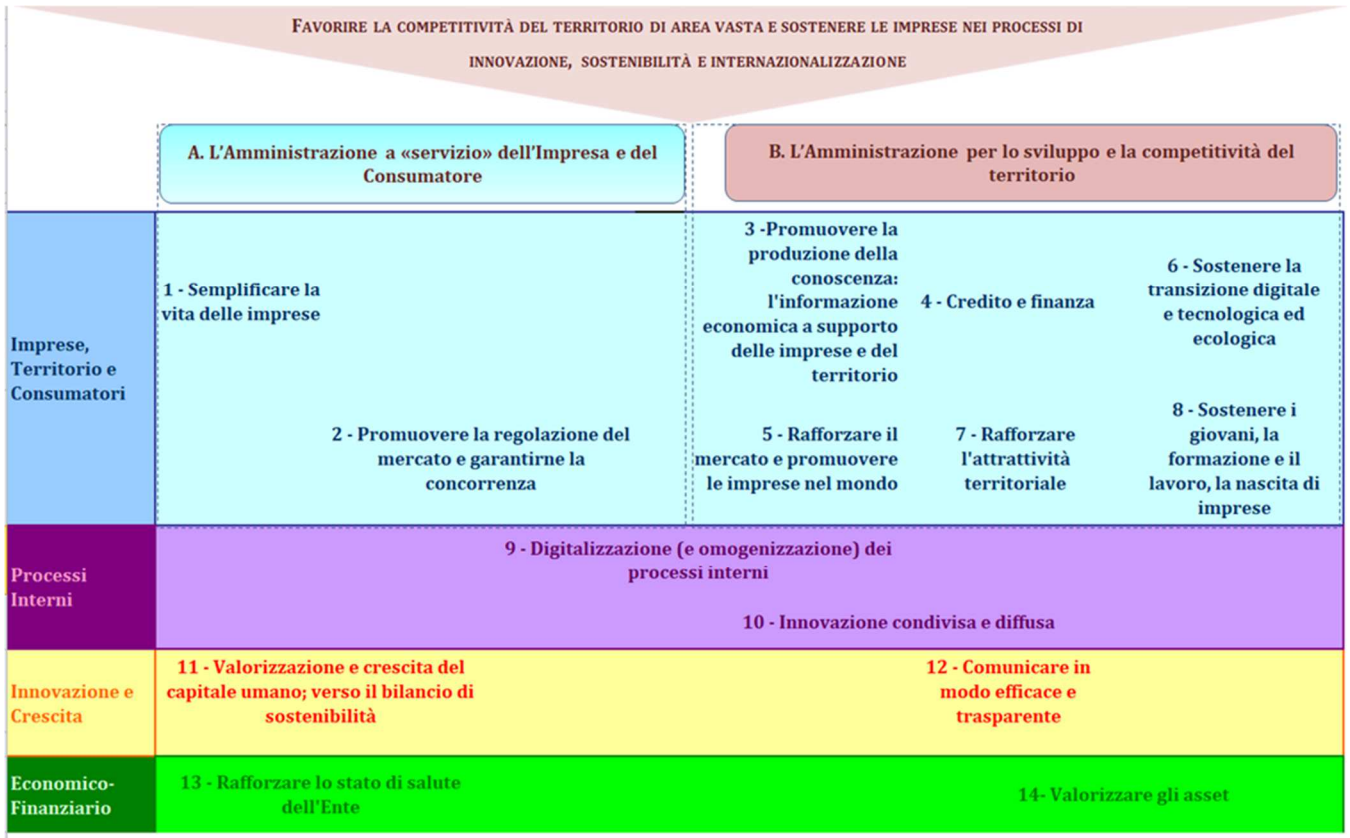 FAVORIRE LA COMPETITIVITÀ DEL TERRITORIO DI AREA VASTA E SOSTENERE LE IMPRESE NEI PROCESSI DI
INNOVAZIONE, SOSTENIBILITÀ E INTERNAZIONALIZZAZIONE
A. L'Amministrazione a «servizio» dell'Impresa e del
Consumatore
B. L'Amministrazione per lo sviluppo e la competitività del
territorio
Imprese,
Territorio e
Consumatori
1 - Semplificare la
vita delle imprese
2 - Promuovere la regolazione del
mercato e garantirne la
concorrenza
3 -Promuovere la
produzione della
conoscenza:
l'informazione
economica a supporto
delle imprese e del
territorio
4 - Credito e finanza
6 - Sostenere la
transizione digitale
e tecnologica ed
ecologica
5 - Rafforzare il
mercato e promuovere
le imprese nel mondo
7 - Rafforzare
l'attrattività
territoriale
8 - Sostenere i
giovani, la
formazione e il
lavoro, la nascita di
imprese
Processi
Interni
9 - Digitalizzazione (e omogenizzazione) dei
processi interni
10 - Innovazione condivisa e diffusa
Innovazione e
Crescita
11 - Valorizzazione e crescita del
capitale umano; verso il bilancio di
sostenibilità
12 - Comunicare in
modo efficace e
trasparente
Economico-
Finanziario
13 - Rafforzare lo stato di salute
dell'Ente
14- Valorizzare gli asset